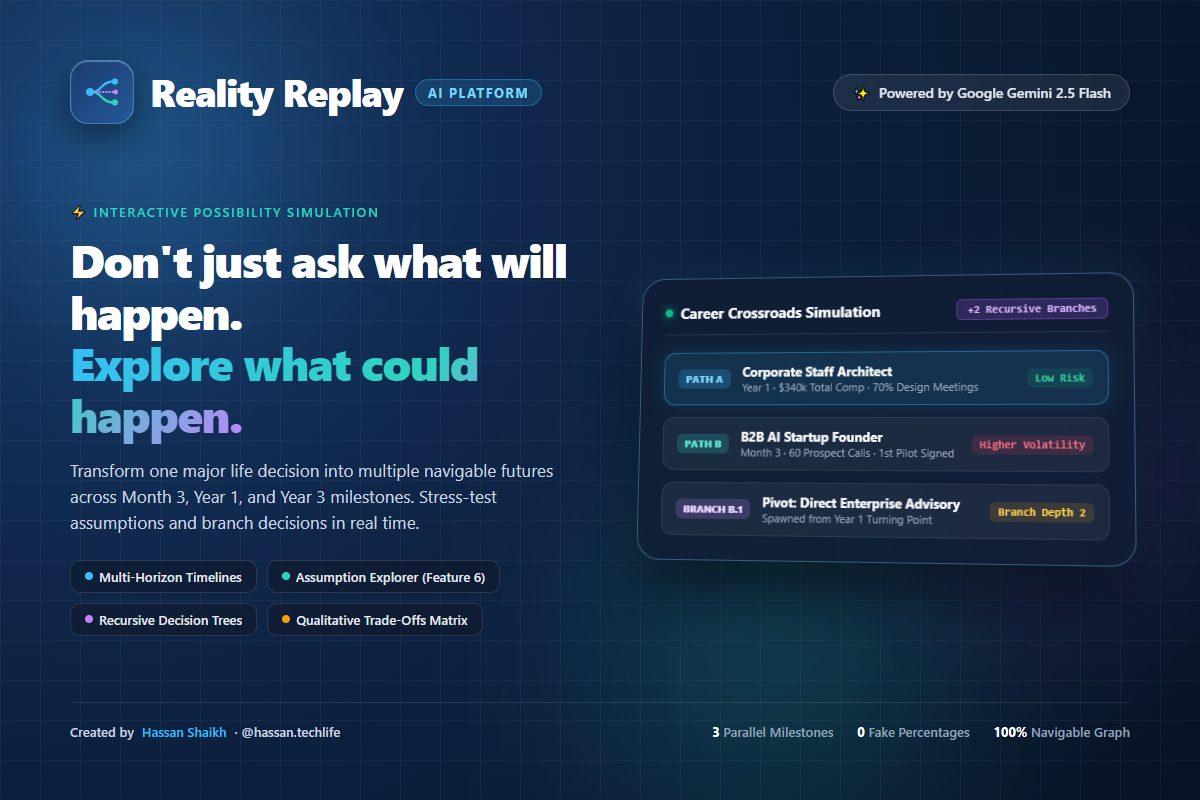 Reality Replay
AI PLATFORM
✨ Powered by Google Gemini 2.5 Flash
⚡ INTERACTIVE POSSIBILITY SIMULATION
Don't just ask what will
happen.
Explore what could
happen.
Transform one major life decision into multiple navigable futures
across Month 3, Year 1, and Year 3 milestones. Stress-test
assumptions and branch decisions in real time.
Multi-Horizon Timelines
Assumption Explorer (Feature 6)
Recursive Decision Trees
Qualitative Trade-Offs Matrix
Career Crossroads Simulation
+2 Recursive Branches
PATH A
Corporate Staff Architect
Year 1 · $340k Total Comp · 70% Design Meetings
Low Risk
PATH B
B2B AI Startup Founder
Month 3 · 60 Prospect Calls · 1st Pilot Signed
Higher Volatility
BRANCH B.1
Pivot: Direct Enterprise Advisory
Spawned from Year 1 Turning Point
Branch Depth 2
Created by Hassan Shaikh · @hassan.techlife
3 Parallel Milestones
0 Fake Percentages
100% Navigable Graph